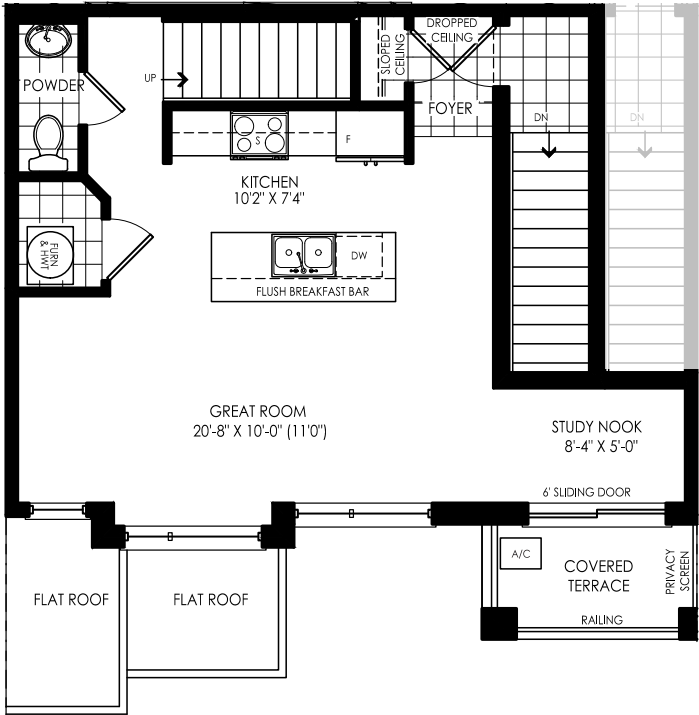 DROPPED
CEILING
SLOPED
CEILING
POWDER
UP
FOYER
DN
DN
S
F
KITCHEN
10'2" X 7'4"
FURN
& HWT
DW
FLUSH BREAKFAST BAR
GREAT ROOM
20'-8" X 10'-0" (11'0")
STUDY NOOK
8'-4" X 5'-0"
6' SLIDING DOOR
A/C
COVERED
TERRACE
PRIVACY
SCREEN
FLAT ROOF
FLAT ROOF
RAILING